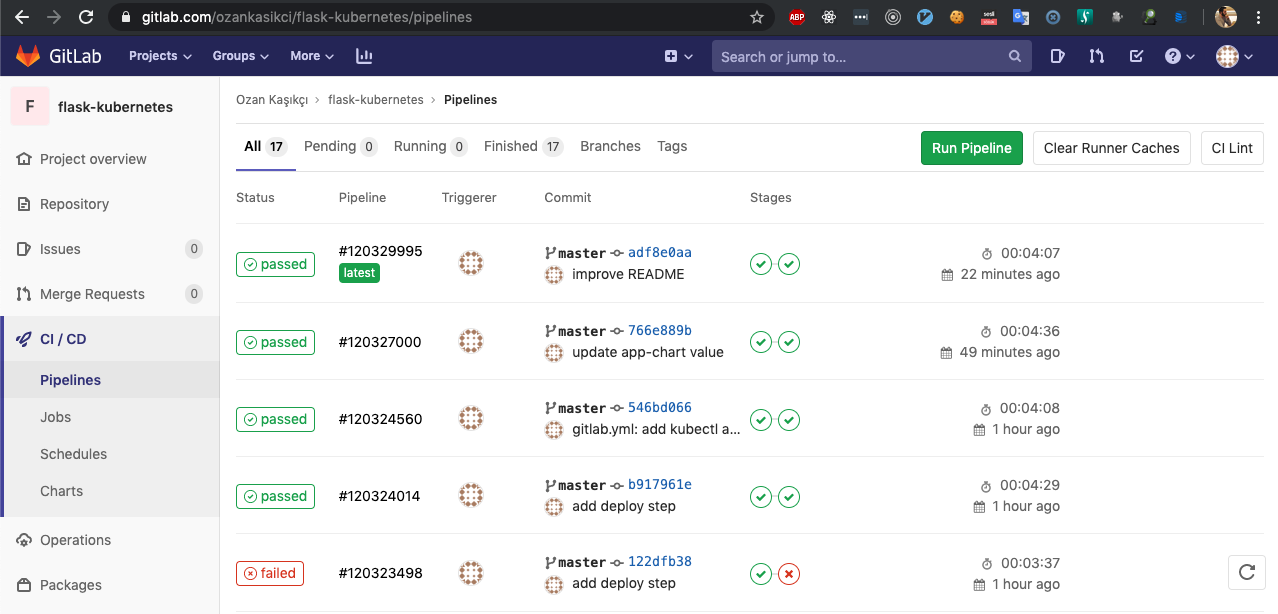 gitlab.com/ozankasikci/flask-kubernetes/pipelines
ABP
GitLab Projects Groups More Search or jump to...
F flask-kubernetes
Project overview
Repository
Issues 0
Merge Requests 0
CI / CD
Pipelines
Jobs
Schedules
Charts
Operations
Packages
Ozan Kaşıkçı › flask-kubernetes › Pipelines
All 17 Pending 0 Running 0 Finished 17 Branches Tags Run Pipeline Clear Runner Caches CI Lint
Status Pipeline Triggerer Commit Stages
passed #120329995 latest master adf8e0aa 00:04:07
improve README 22 minutes ago
passed #120327000 master 766e889b 00:04:36
update app-chart value 49 minutes ago
passed #120324560 master 546bd066 00:04:08
gitlab.yml: add kubectl a... 1 hour ago
passed #120324014 master b917961e 00:04:29
add deploy step 1 hour ago
failed #120323498 master 122dfb38 00:03:37
add deploy step 1 hour ago